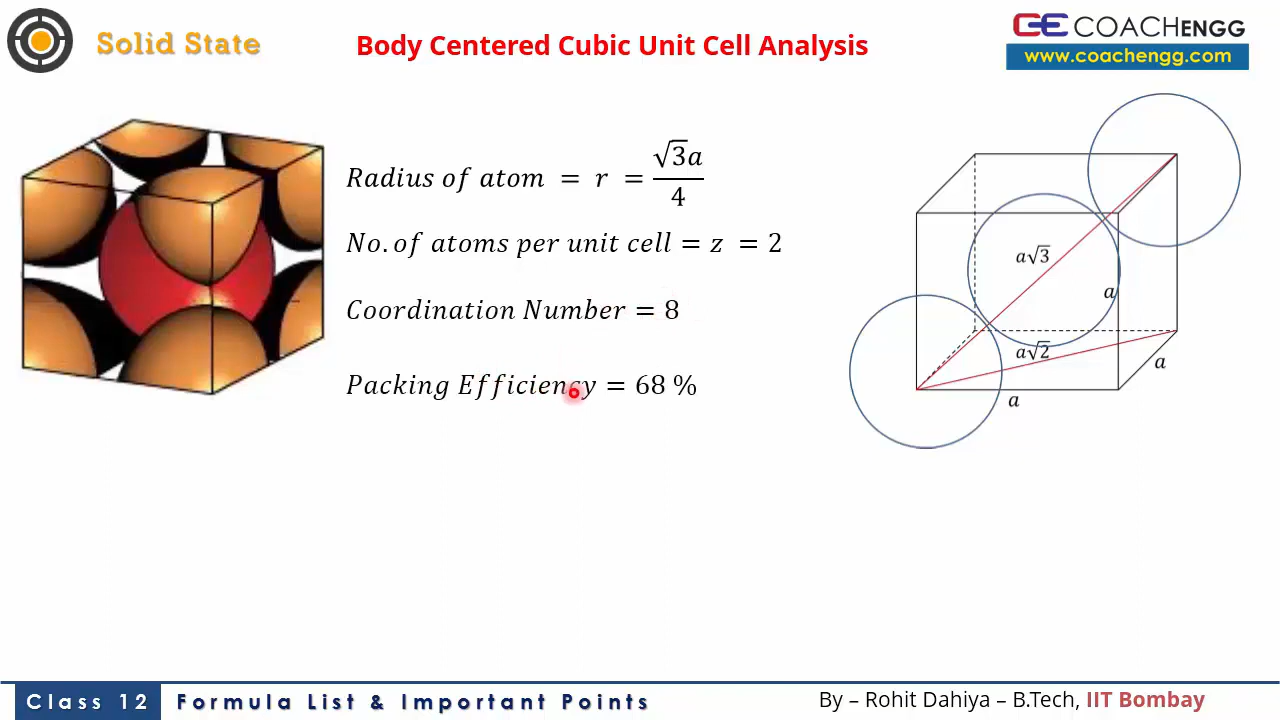 Solid State
Body Centered Cubic Unit Cell Analysis
CE COACHENGG
www.coachengg.com
Radius of atom = r = √3a/4
No. of atoms per unit cell = z = 2
Coordination Number = 8
Packing Efficiency = 68 %
a√3
a
a√2
a
a
Class 12 Formula List & Important Points
By – Rohit Dahiya – B.Tech, IIT Bombay